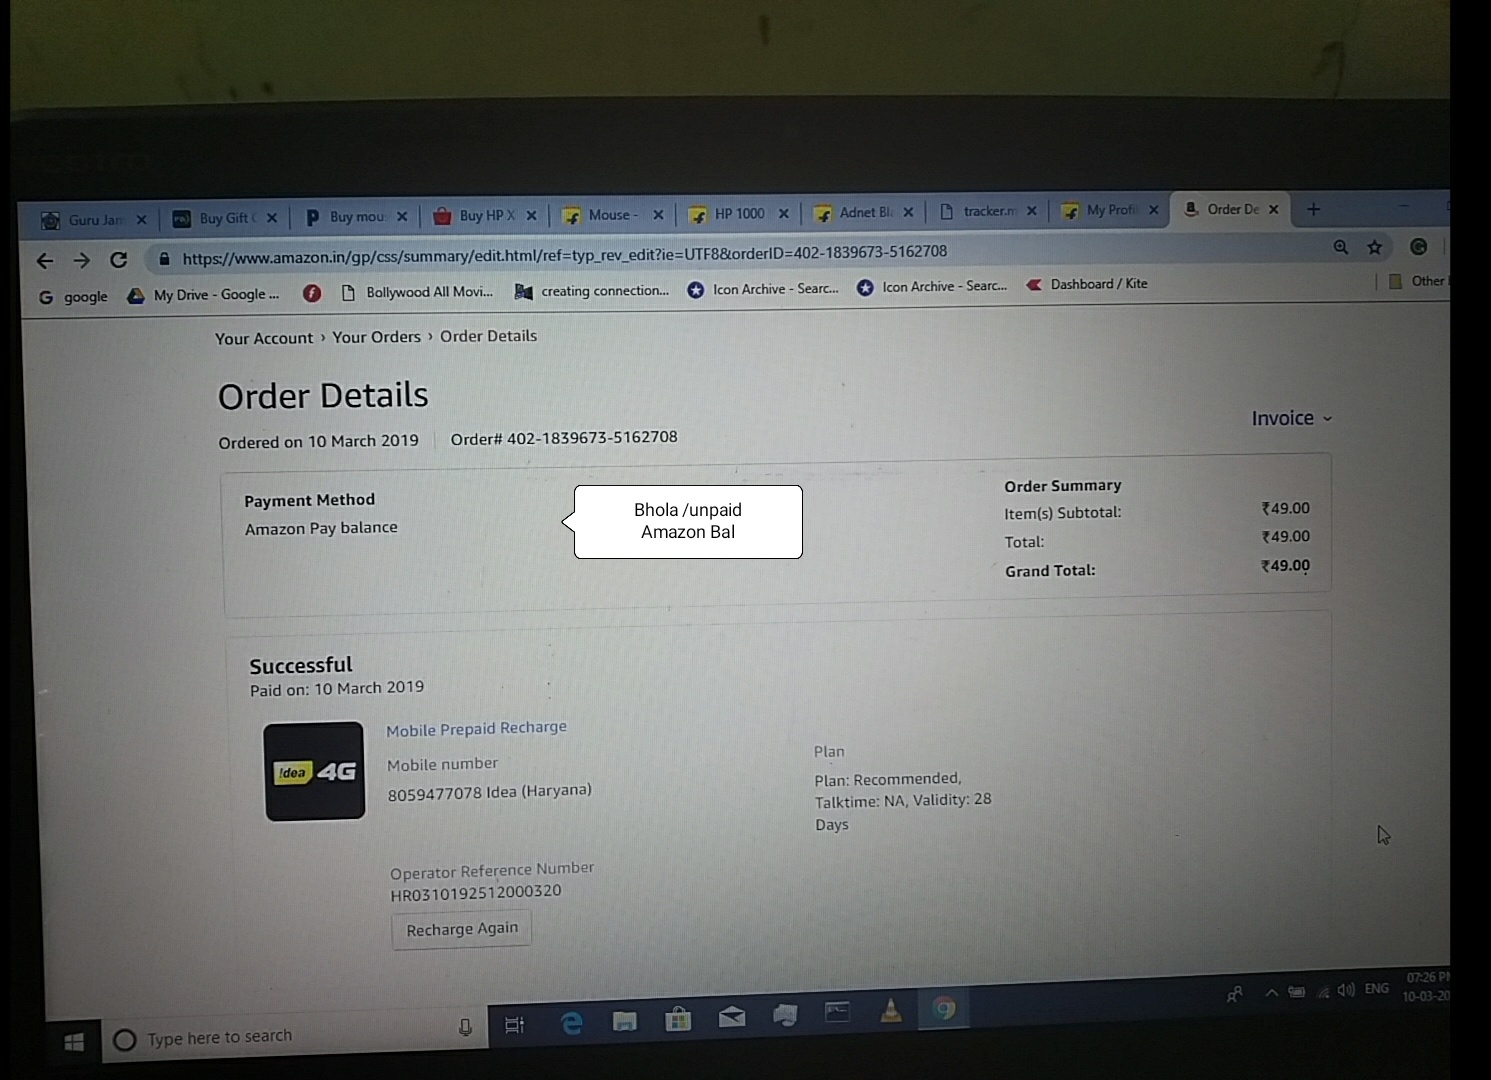 Guru Jan
Buy Gift
Buy mou
Buy HP X
Mouse -
HP 1000
Adnet Bl
tracker.m
My Profi
Order De
https://www.amazon.in/gp/css/summary/edit.html/ref=typ_rev_edit?ie=UTF8&orderID=402-1839673-5162708
G google
My Drive - Google ...
Bollywood All Movi...
creating connection...
Icon Archive - Searc...
Icon Archive - Searc...
Dashboard / Kite
Other
Your Account › Your Orders › Order Details
Order Details
Invoice
Ordered on 10 March 2019
Order# 402-1839673-5162708
Payment Method
Amazon Pay balance
Bhola /unpaid
Amazon Bal
Order Summary
Item(s) Subtotal: ₹49.00
Total: ₹49.00
Grand Total: ₹49.00
Successful
Paid on: 10 March 2019
!dea 4G
Mobile Prepaid Recharge
Mobile number
8059477078 Idea (Haryana)
Plan
Plan: Recommended,
Talktime: NA, Validity: 28
Days
Operator Reference Number
HR0310192512000320
Recharge Again
Type here to search
ENG
07:26 P
10-03-20